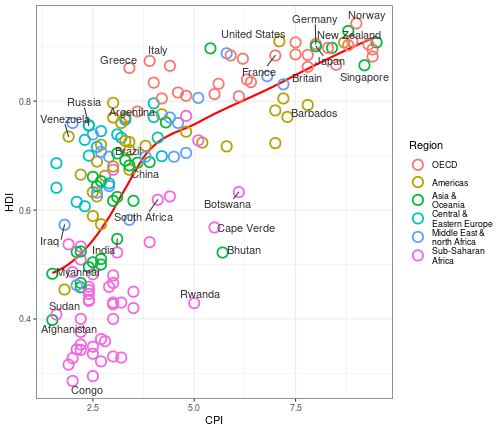 Norway
Germany
New Zealand
United States
Italy
Greece
Japan
France
Britain
Singapore
Russia
Argentina
Venezuela
Barbados
Brazil
China
Botswana
South Africa
Cape Verde
Iraq
India
Bhutan
Myanmar
Rwanda
Sudan
Afghanistan
Congo
0.8
0.6
0.4
HDI
2.5
5.0
7.5
CPI
Region
OECD
Americas
Asia &
Oceania
Central &
Eastern Europe
Middle East &
north Africa
Sub-Saharan
Africa